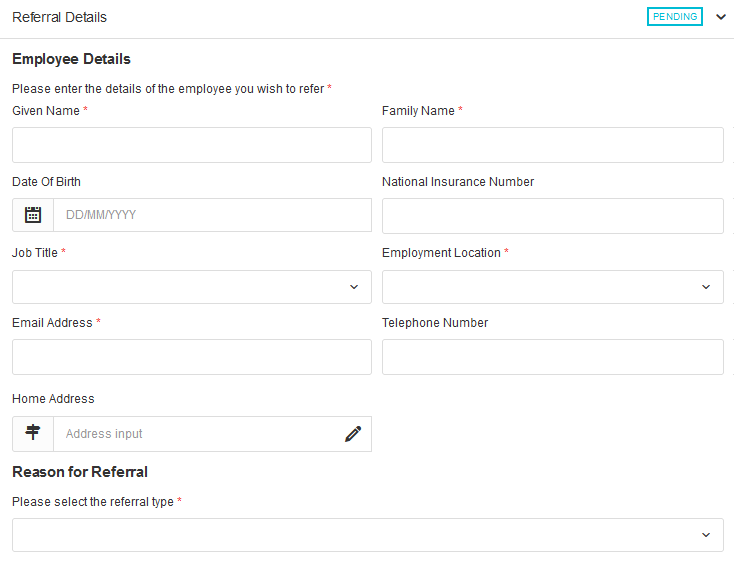 Referral Details PENDING
Employee Details
Please enter the details of the employee you wish to refer *
Given Name * Family Name *
Date Of Birth National Insurance Number
DD/MM/YYYY
Job Title * Employment Location *
Email Address * Telephone Number
Home Address
Address input
Reason for Referral
Please select the referral type *